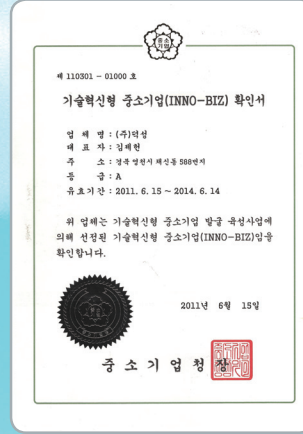 중소
기업
제 110301 - 01000 호
기술혁신형 중소기업(INNO-BIZ) 확인서
업 체 명 : (주)덕성
대 표 자 : 김재헌
주 소 : 경북 영천시 채신동 588번지
등 급 : A
유효기간 : 2011. 6. 15 ~ 2014. 6. 14
위 업체는 기술혁신형 중소기업 발굴 육성사업에
의해 선정된 기술혁신형 중소기업(INNO-BIZ)임을
확인합니다.
2011년 6월 15일
중 소 기 업 청 장